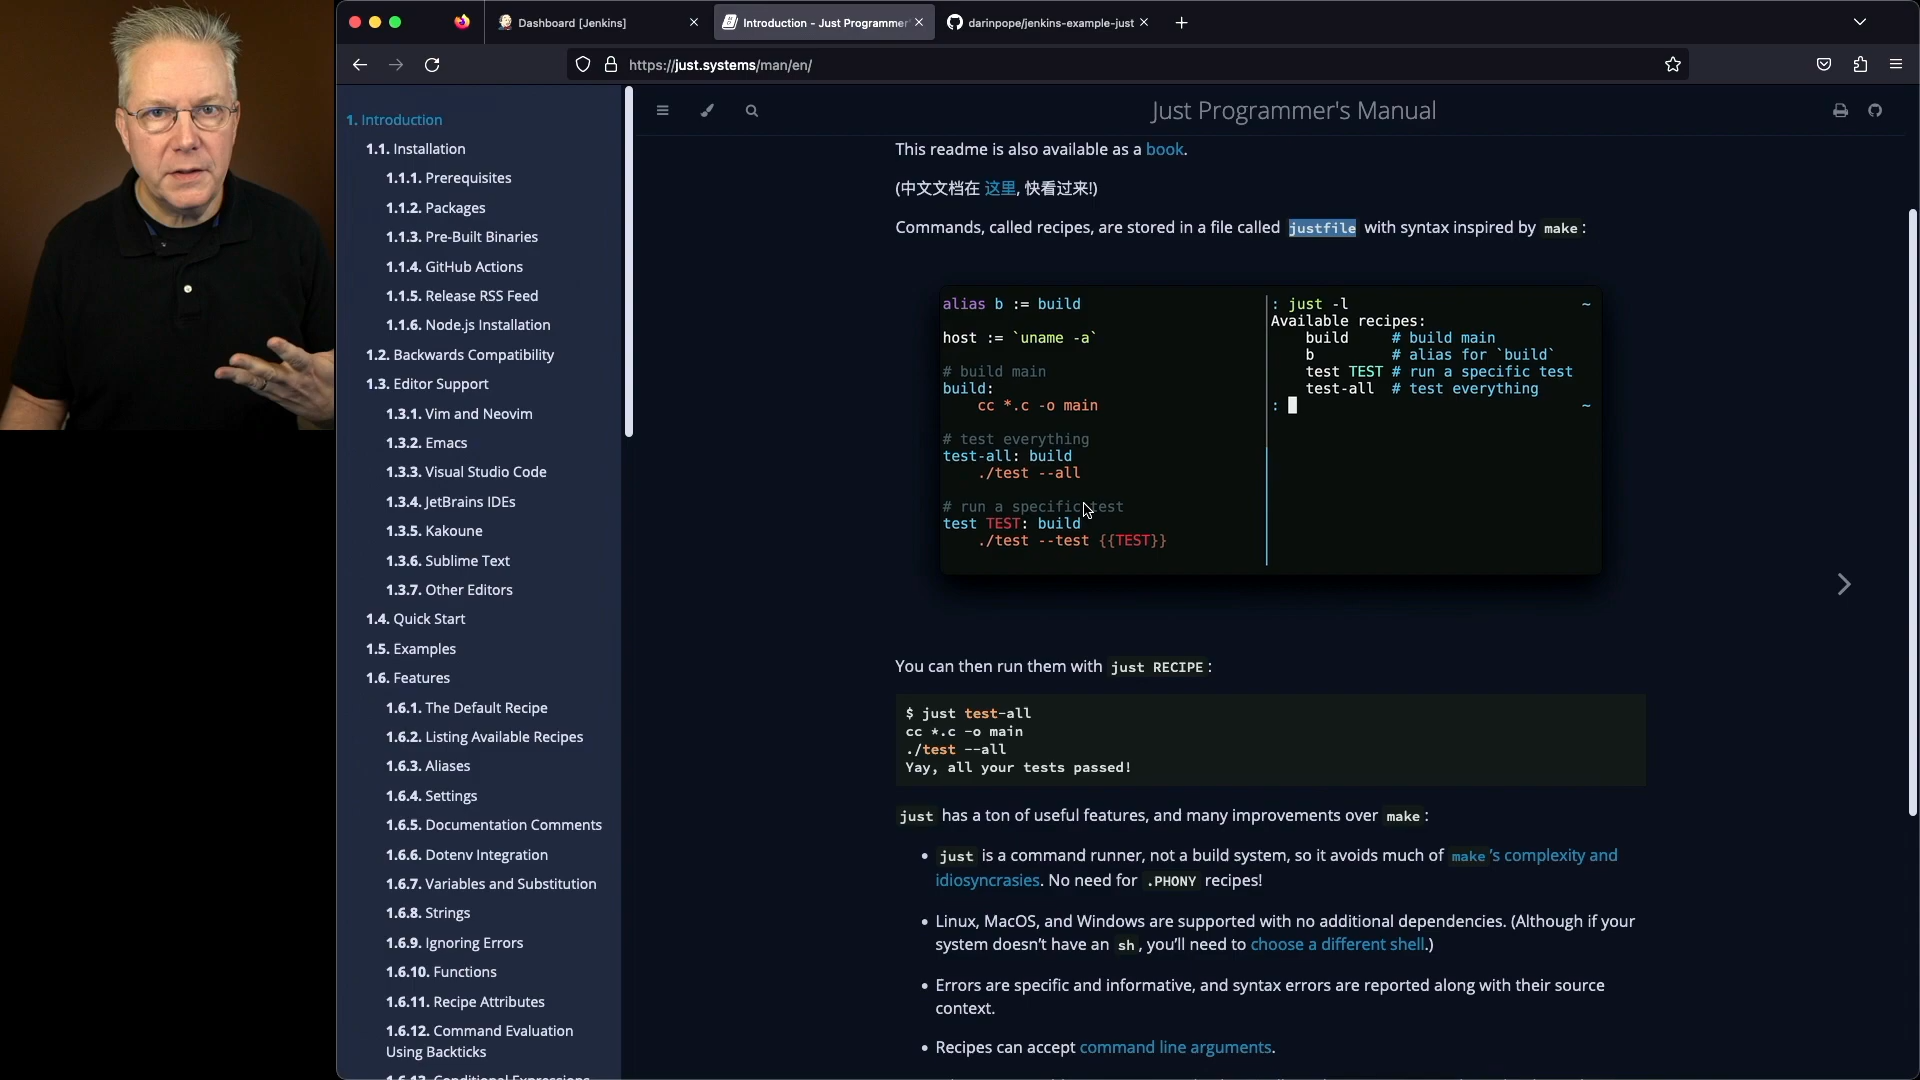 Dashboard [Jenkins]
Introduction - Just Programmer'
darinpope/jenkins-example-just
https://just.systems/man/en/
1. Introduction
1.1. Installation
1.1.1. Prerequisites
1.1.2. Packages
1.1.3. Pre-Built Binaries
1.1.4. GitHub Actions
1.1.5. Release RSS Feed
1.1.6. Node.js Installation
1.2. Backwards Compatibility
1.3. Editor Support
1.3.1. Vim and Neovim
1.3.2. Emacs
1.3.3. Visual Studio Code
1.3.4. JetBrains IDEs
1.3.5. Kakoune
1.3.6. Sublime Text
1.3.7. Other Editors
1.4. Quick Start
1.5. Examples
1.6. Features
1.6.1. The Default Recipe
1.6.2. Listing Available Recipes
1.6.3. Aliases
1.6.4. Settings
1.6.5. Documentation Comments
1.6.6. Dotenv Integration
1.6.7. Variables and Substitution
1.6.8. Strings
1.6.9. Ignoring Errors
1.6.10. Functions
1.6.11. Recipe Attributes
1.6.12. Command Evaluation
Using Backticks
1.6.13. Conditional Expressions
Just Programmer's Manual
This readme is also available as a book.
(中文文档在 这里, 快看过来!)
Commands, called recipes, are stored in a file called justfile with syntax inspired by make:
alias b := build
host := `uname -a`
# build main
build:
cc *.c -o main
# test everything
test-all: build
./test --all
# run a specific test
test TEST: build
./test --test {{TEST}}
: just -l ~
Available recipes:
build # build main
b # alias for `build`
test TEST # run a specific test
test-all # test everything
: ~
You can then run them with just RECIPE:
$ just test-all
cc *.c -o main
./test --all
Yay, all your tests passed!
just has a ton of useful features, and many improvements over make:
• just is a command runner, not a build system, so it avoids much of make's complexity and
idiosyncrasies. No need for .PHONY recipes!
• Linux, MacOS, and Windows are supported with no additional dependencies. (Although if your
system doesn't have an sh, you'll need to choose a different shell.)
• Errors are specific and informative, and syntax errors are reported along with their source
context.
• Recipes can accept command line arguments.